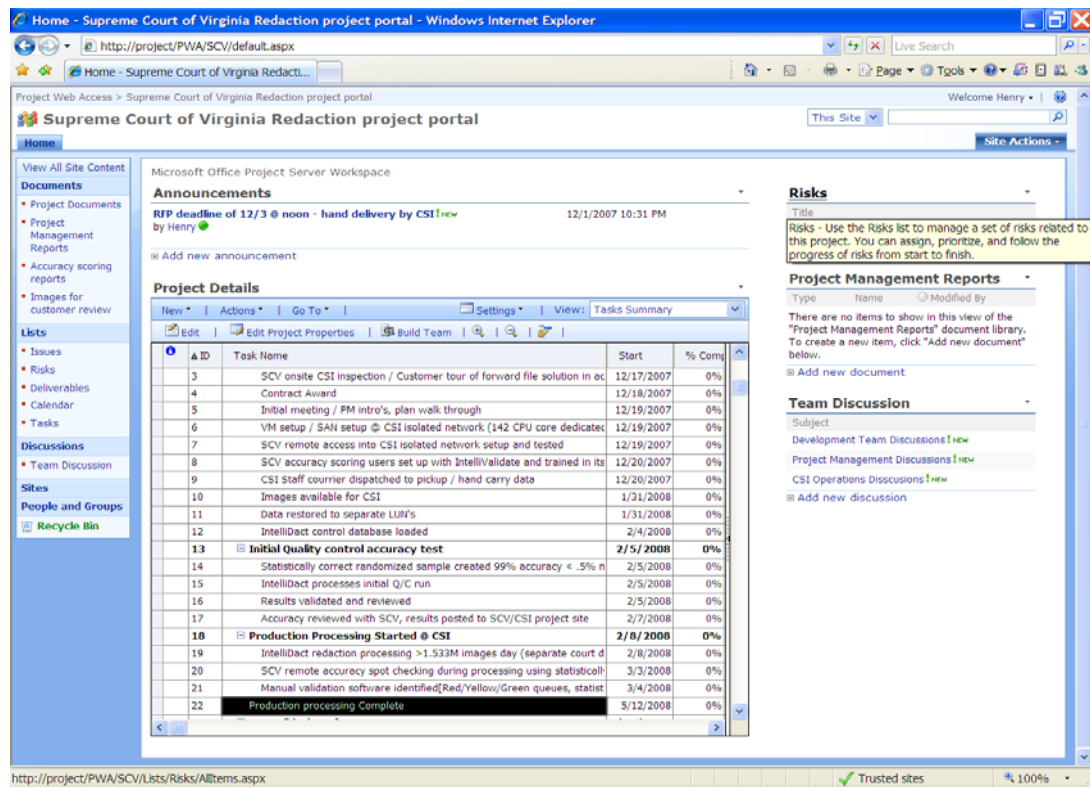 Home - Supreme Court of Virginia Redaction project portal - Windows Internet Explorer
http://project/PWA/SCV/default.aspx
Live Search
Home - Supreme Court of Virginia Redacti...
Page
Tools
Project Web Access > Supreme Court of Virginia Redaction project portal
Welcome Henry
Supreme Court of Virginia Redaction project portal
This Site
Home
Site Actions
View All Site Content
Documents
Project Documents
Project Management Reports
Accuracy scoring reports
Images for customer review
Lists
Issues
Risks
Deliverables
Calendar
Tasks
Discussions
Team Discussion
Sites
People and Groups
Recycle Bin
Microsoft Office Project Server Workspace
Announcements
RFP deadline of 12/3 @ noon - hand delivery by CSI ! NEW 12/1/2007 10:31 PM
by Henry
Add new announcement
Project Details
New | Actions | Go To | Settings | View: Tasks Summary
Edit | Edit Project Properties | Build Team
ID Task Name Start % Comp
3 SCV onsite CSI inspection / Customer tour of forward file solution in ac 12/17/2007 0%
4 Contract Award 12/18/2007 0%
5 Initial meeting / PM intro's, plan walk through 12/19/2007 0%
6 VM setup / SAN setup @ CSI isolated network (142 CPU core dedicated 12/19/2007 0%
7 SCV remote access into CSI isolated network setup and tested 12/19/2007 0%
8 SCV accuracy scoring users set up with IntelliValidate and trained in its 12/20/2007 0%
9 CSI Staff courrier dispatched to pickup / hand carry data 12/20/2007 0%
10 Images available for CSI 1/31/2008 0%
11 Data restored to separate LUN's 1/31/2008 0%
12 IntelliDact control database loaded 2/4/2008 0%
13 Initial Quality control accuracy test 2/5/2008 0%
14 Statistically correct randomized sample created 99% accuracy < .5% n 2/5/2008 0%
15 IntelliDact processes initial Q/C run 2/5/2008 0%
16 Results validated and reviewed 2/5/2008 0%
17 Accuracy reviewed with SCV, results posted to SCV/CSI project site 2/7/2008 0%
18 Production Processing Started @ CSI 2/8/2008 0%
19 IntelliDact redaction processing >1.533M images day (separate court d 2/8/2008 0%
20 SCV remote accuracy spot checking during processing using statistically 3/3/2008 0%
21 Manual validation software identified[Red/Yellow/Green queues, statist 3/4/2008 0%
22 Production processing Complete 5/12/2008 0%
Risks
Title
Risks - Use the Risks list to manage a set of risks related to
this project. You can assign, prioritize, and follow the
progress of risks from start to finish.
Project Management Reports
Type Name Modified By
There are no items to show in this view of the
"Project Management Reports" document library.
To create a new item, click "Add new document"
below.
Add new document
Team Discussion
Subject
Development Team Discussions ! NEW
Project Management Discussions ! NEW
CSI Operations Disscusions ! NEW
Add new discussion
http://project/PWA/SCV/Lists/Risks/AllItems.aspx
Trusted sites
100%